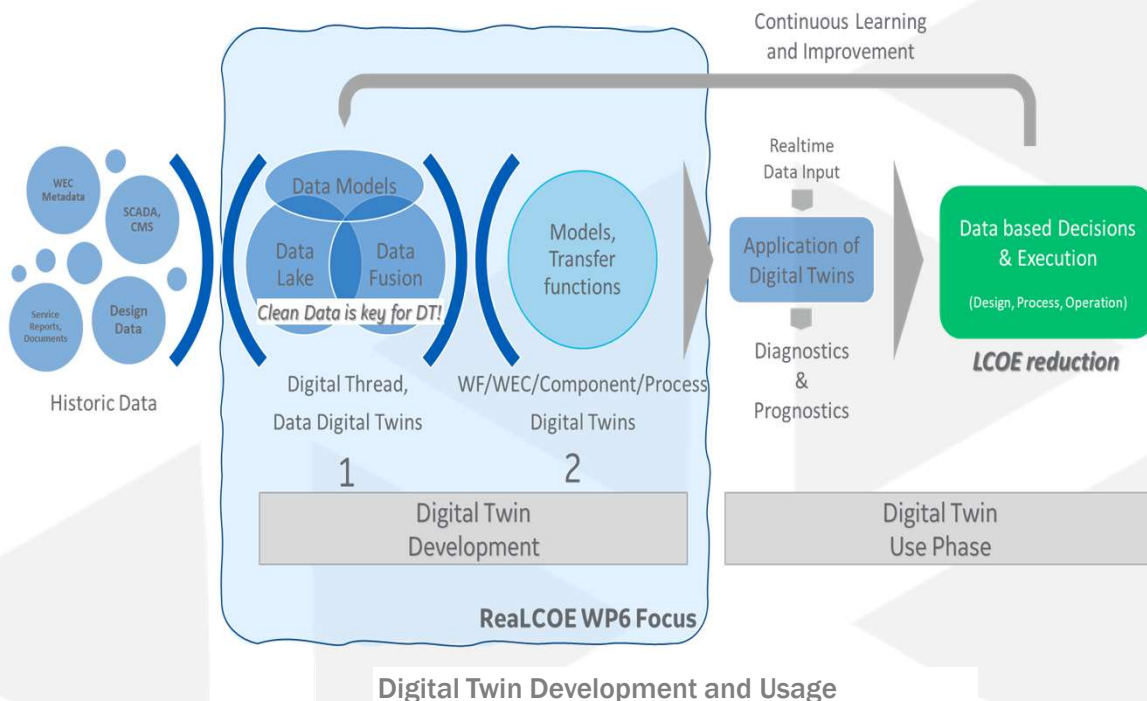 Continuous Learning
and Improvement
WEC
Metadata
SCADA,
CMS
Service
Reports,
Documents
Design
Data
Historic Data
Data Models
Data
Lake
Data
Fusion
Clean Data is key for DT!
Digital Thread,
Data Digital Twins
1
Models,
Transfer
functions
WF/WEC/Component/Process
Digital Twins
2
Realtime
Data Input
Application of
Digital Twins
Diagnostics
&
Prognostics
Data based Decisions
& Execution
(Design, Process, Operation)
LCOE reduction
Digital Twin
Development
Digital Twin
Use Phase
ReaLCOE WP6 Focus
Digital Twin Development and Usage